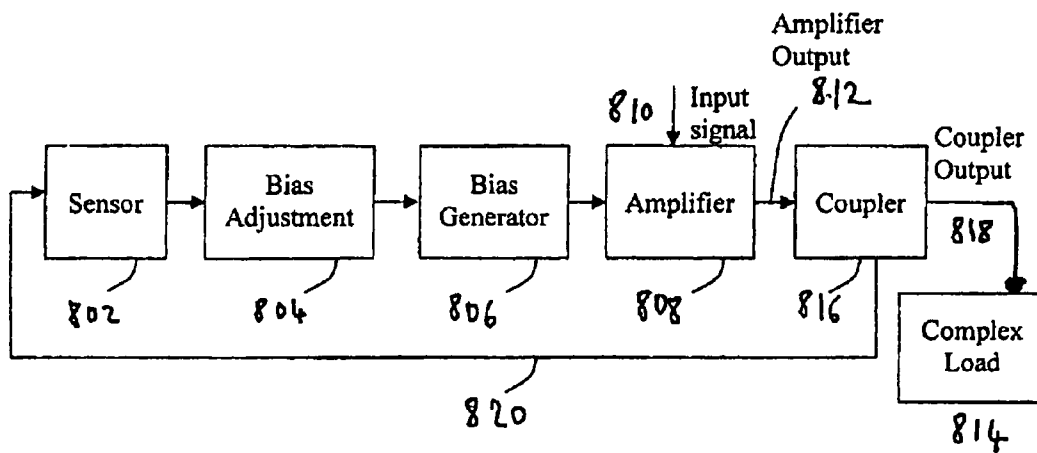 Amplifier
Output
812
810
Input
signal
Coupler
Output
Sensor
Bias
Adjustment
Bias
Generator
Amplifier
Coupler
818
802
804
806
808
816
Complex
Load
820
814